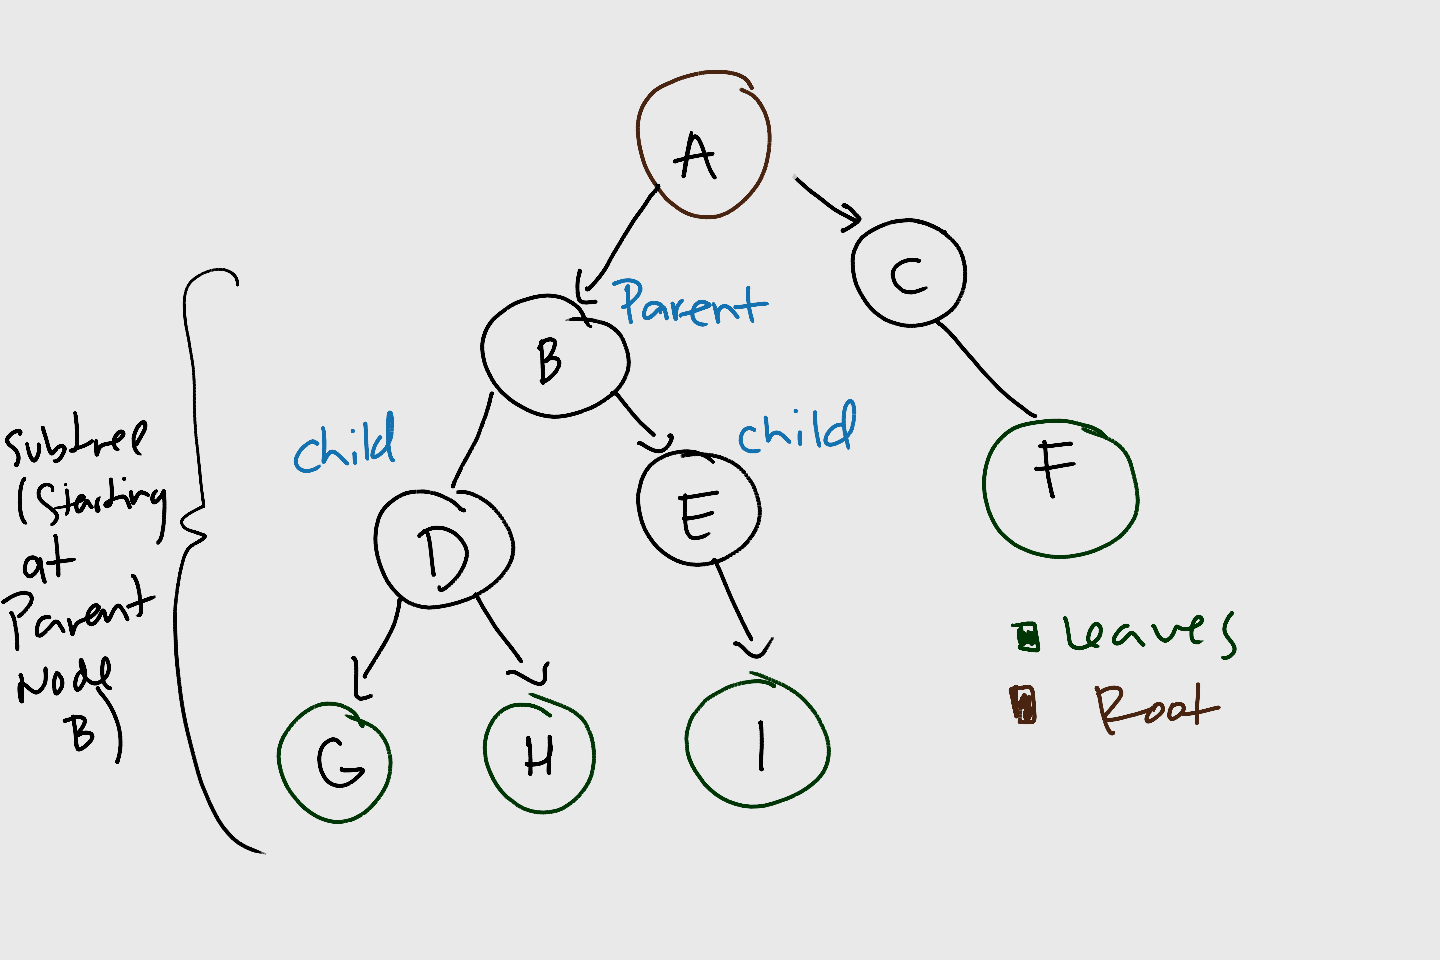 A
C
Parent
B
child
child
F
E
D
Subtree
(Starting
at
Parent
Node
B)
Leaves
Root
G
H
I